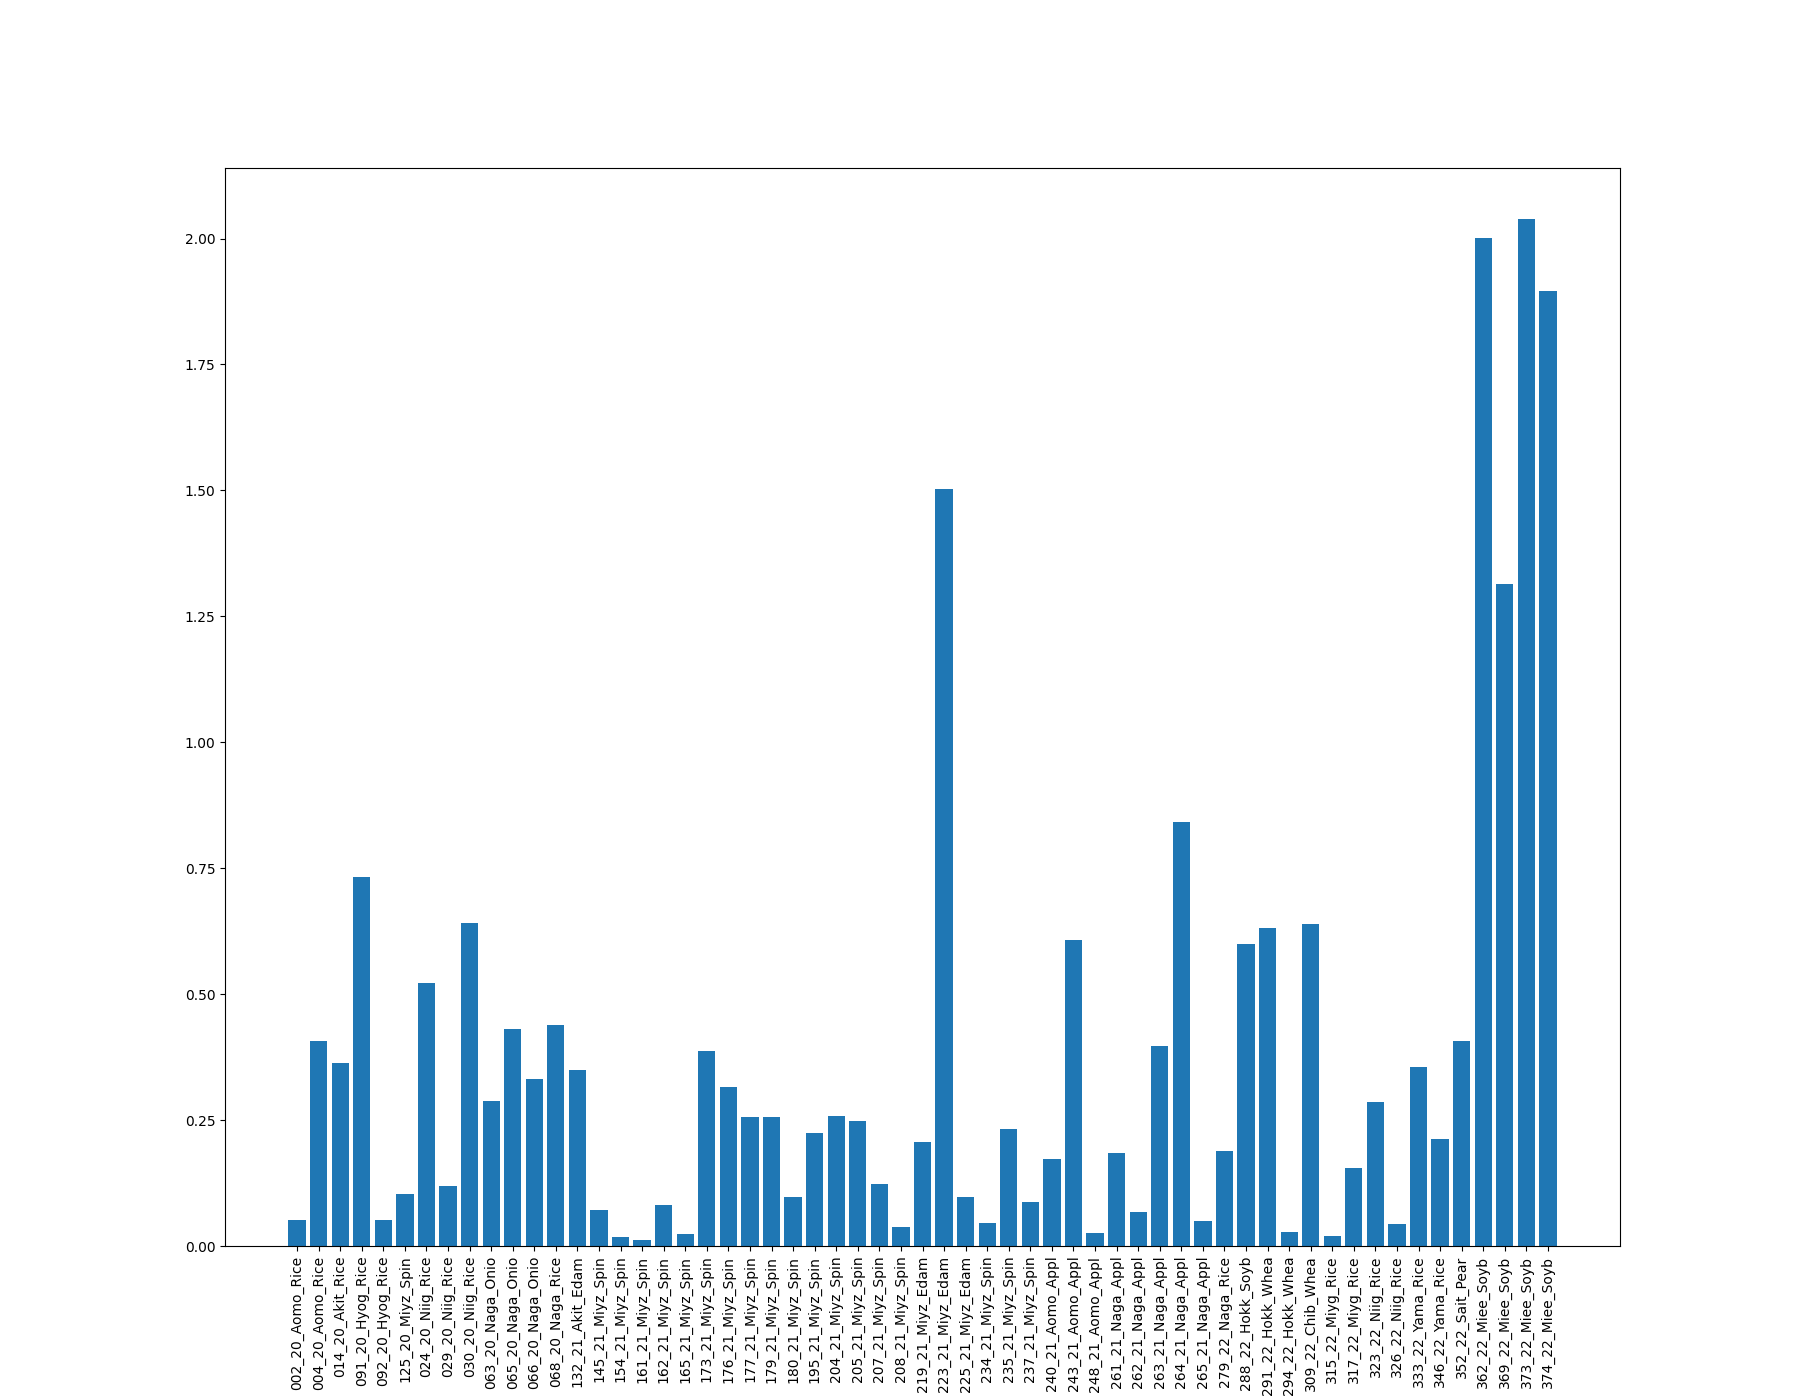 2.00
1.75
1.50
1.25
1.00
0.75
0.50
0.25
0.00
002_20_Aomo_Rice
004_20_Aomo_Rice
014_20_Akit_Rice
091_20_Hyog_Rice
092_20_Hyog_Rice
125_20_Miyz_Spin
024_20_Niig_Rice
029_20_Niig_Rice
030_20_Niig_Rice
063_20_Naga_Onio
065_20_Naga_Onio
066_20_Naga_Onio
068_20_Naga_Rice
132_21_Akit_Edam
145_21_Miyz_Spin
154_21_Miyz_Spin
161_21_Miyz_Spin
162_21_Miyz_Spin
165_21_Miyz_Spin
173_21_Miyz_Spin
176_21_Miyz_Spin
177_21_Miyz_Spin
179_21_Miyz_Spin
180_21_Miyz_Spin
195_21_Miyz_Spin
204_21_Miyz_Spin
205_21_Miyz_Spin
207_21_Miyz_Spin
208_21_Miyz_Spin
219_21_Miyz_Edam
223_21_Miyz_Edam
225_21_Miyz_Edam
234_21_Miyz_Spin
235_21_Miyz_Spin
237_21_Miyz_Spin
240_21_Aomo_Appl
243_21_Aomo_Appl
248_21_Aomo_Appl
261_21_Naga_Appl
262_21_Naga_Appl
263_21_Naga_Appl
264_21_Naga_Appl
265_21_Naga_Appl
279_22_Naga_Rice
288_22_Hokk_Soyb
291_22_Hokk_Whea
294_22_Hokk_Whea
309_22_Chib_Whea
315_22_Miyg_Rice
317_22_Miyg_Rice
323_22_Niig_Rice
326_22_Niig_Rice
333_22_Yama_Rice
346_22_Yama_Rice
352_22_Sait_Pear
362_22_Miee_Soyb
369_22_Miee_Soyb
373_22_Miee_Soyb
374_22_Miee_Soyb